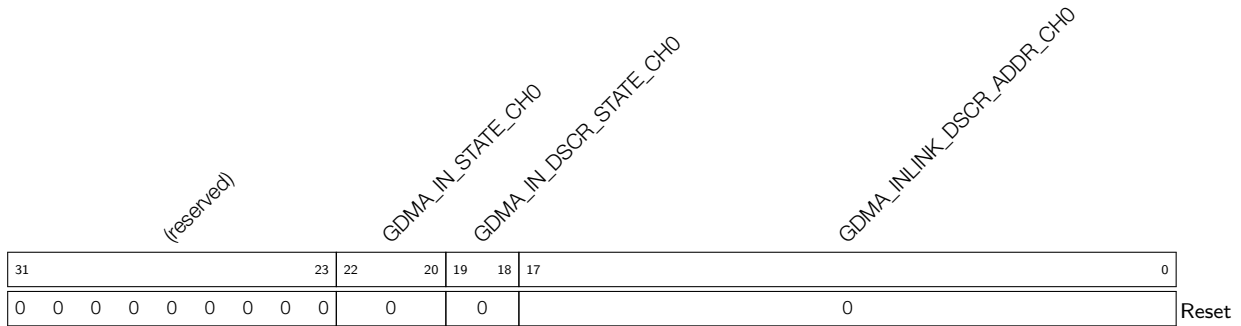 (reserved)
GDMA_IN_STATE_CH0
GDMA_IN_DSCR_STATE_CH0
GDMA_INLINK_DSCR_ADDR_CH0
31 23 22 20 19 18 17 0
0 0 0 0 0 0 0 0 0 0 0 0 Reset